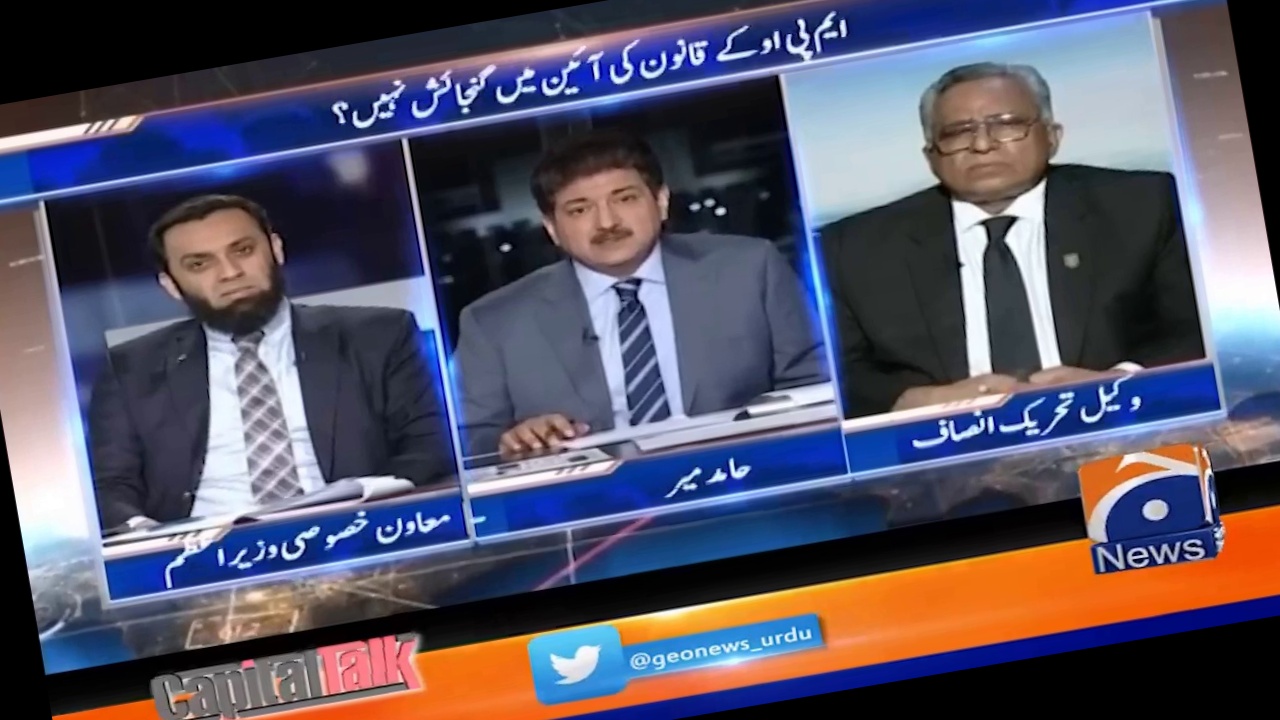 ایم پی او کے قانون کی آئین میں گنجائش نہیں؟
وکیل تحریک انصاف
حامد میر
معاون خصوصی وزیراعظم
News
Capital Talk
@geonews_urdu